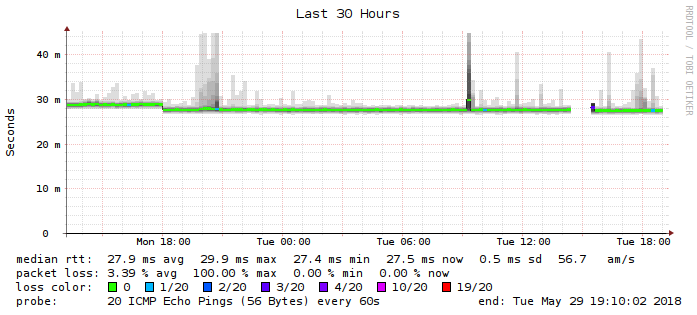 Last 30 Hours
RRDTOOL / TOBI OETIKER
Seconds
40 m
30 m
20 m
10 m
0
Mon 18:00 Tue 00:00 Tue 06:00 Tue 12:00 Tue 18:00
median rtt: 27.9 ms avg 29.9 ms max 27.4 ms min 27.5 ms now 0.5 ms sd 56.7 am/s
packet loss: 3.39 % avg 100.00 % max 0.00 % min 0.00 % now
loss color: 0 1/20 2/20 3/20 4/20 10/20 19/20
probe: 20 ICMP Echo Pings (56 Bytes) every 60s end: Tue May 29 19:10:02 2018